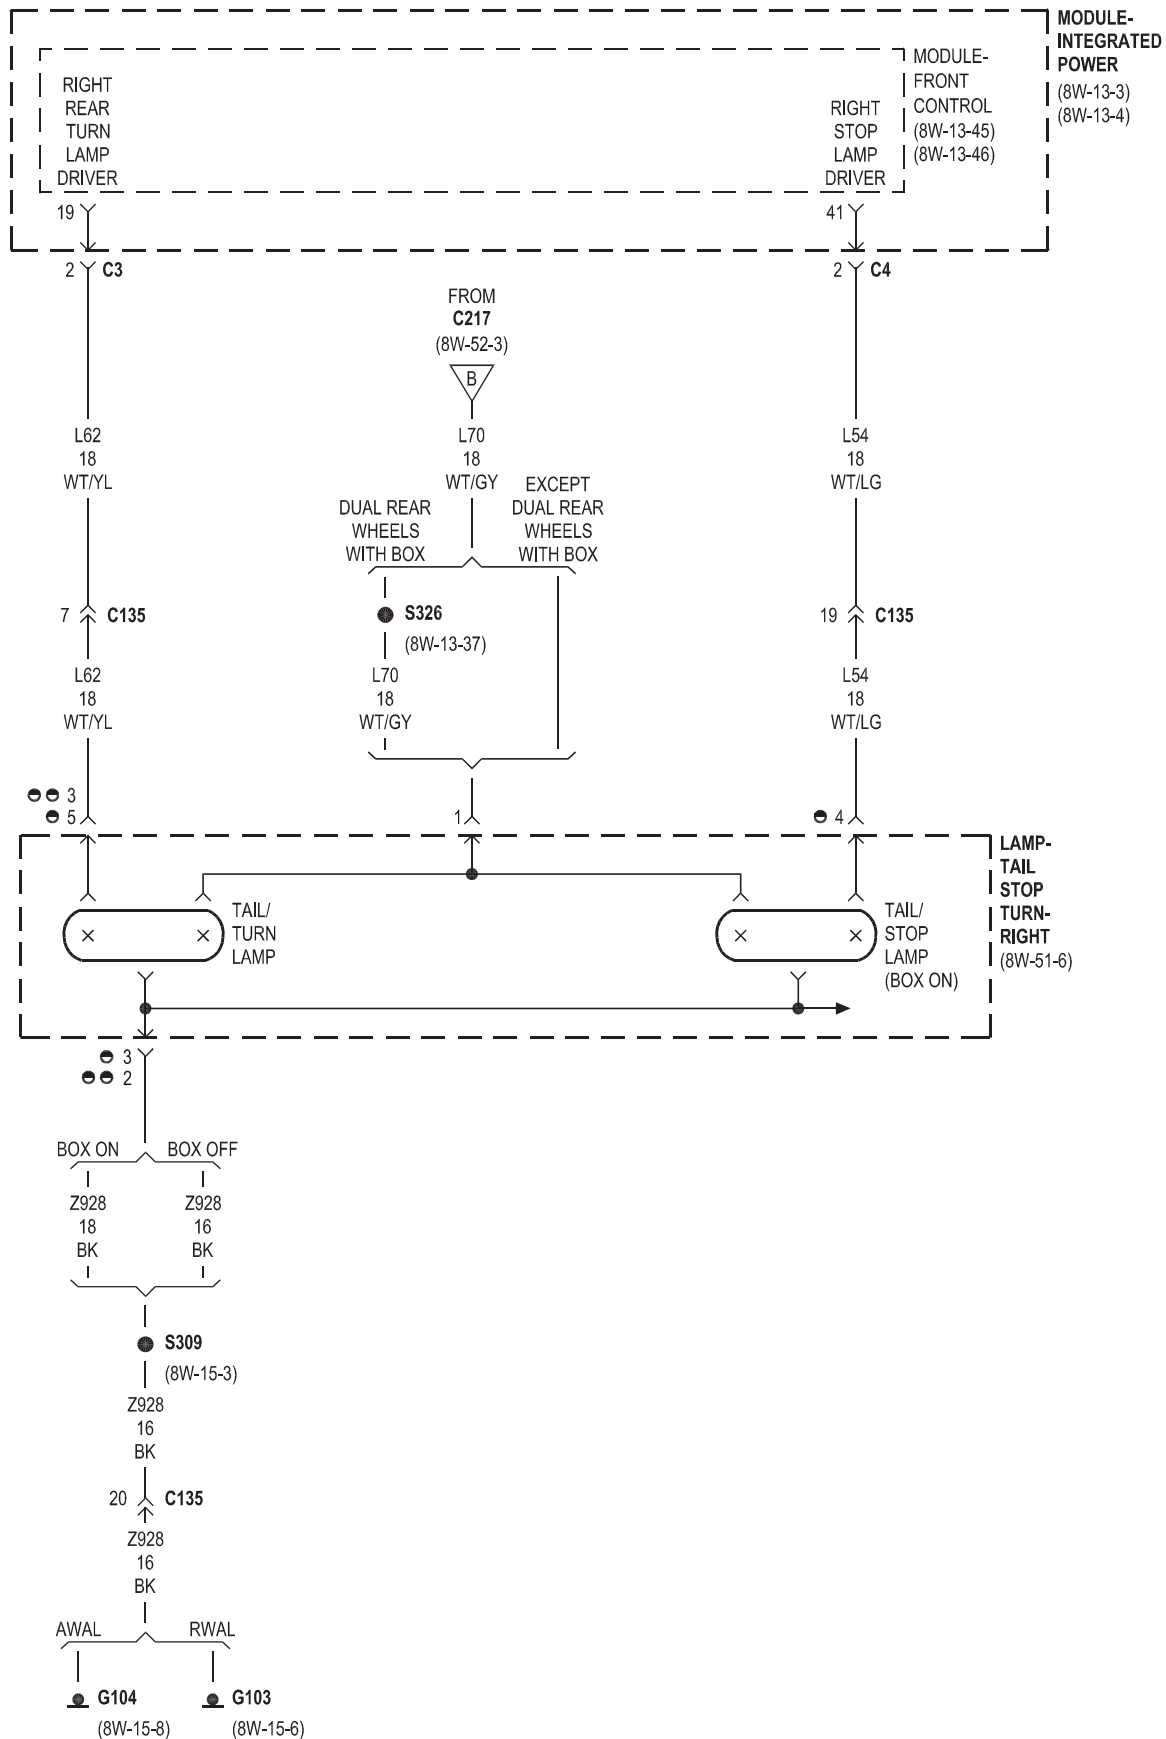 MODULE-
INTEGRATED
POWER
(8W-13-3)
(8W-13-4)
MODULE-
FRONT
CONTROL
(8W-13-45)
(8W-13-46)
RIGHT
REAR
TURN
LAMP
DRIVER
RIGHT
STOP
LAMP
DRIVER
19
41
2 C3
2 C4
FROM
C217
(8W-52-3)
B
L62
18
WT/YL
L70
18
WT/GY
L54
18
WT/LG
DUAL REAR
WHEELS
WITH BOX
EXCEPT
DUAL REAR
WHEELS
WITH BOX
7 C135
S326
(8W-13-37)
19 C135
L62
18
WT/YL
L70
18
WT/GY
L54
18
WT/LG
3
5
1
4
LAMP-
TAIL
STOP
TURN-
RIGHT
(8W-51-6)
TAIL/
TURN
LAMP
TAIL/
STOP
LAMP
(BOX ON)
3
2
BOX ON
BOX OFF
Z928
18
BK
Z928
16
BK
S309
(8W-15-3)
Z928
16
BK
20 C135
Z928
16
BK
AWAL
RWAL
G104
(8W-15-8)
G103
(8W-15-6)